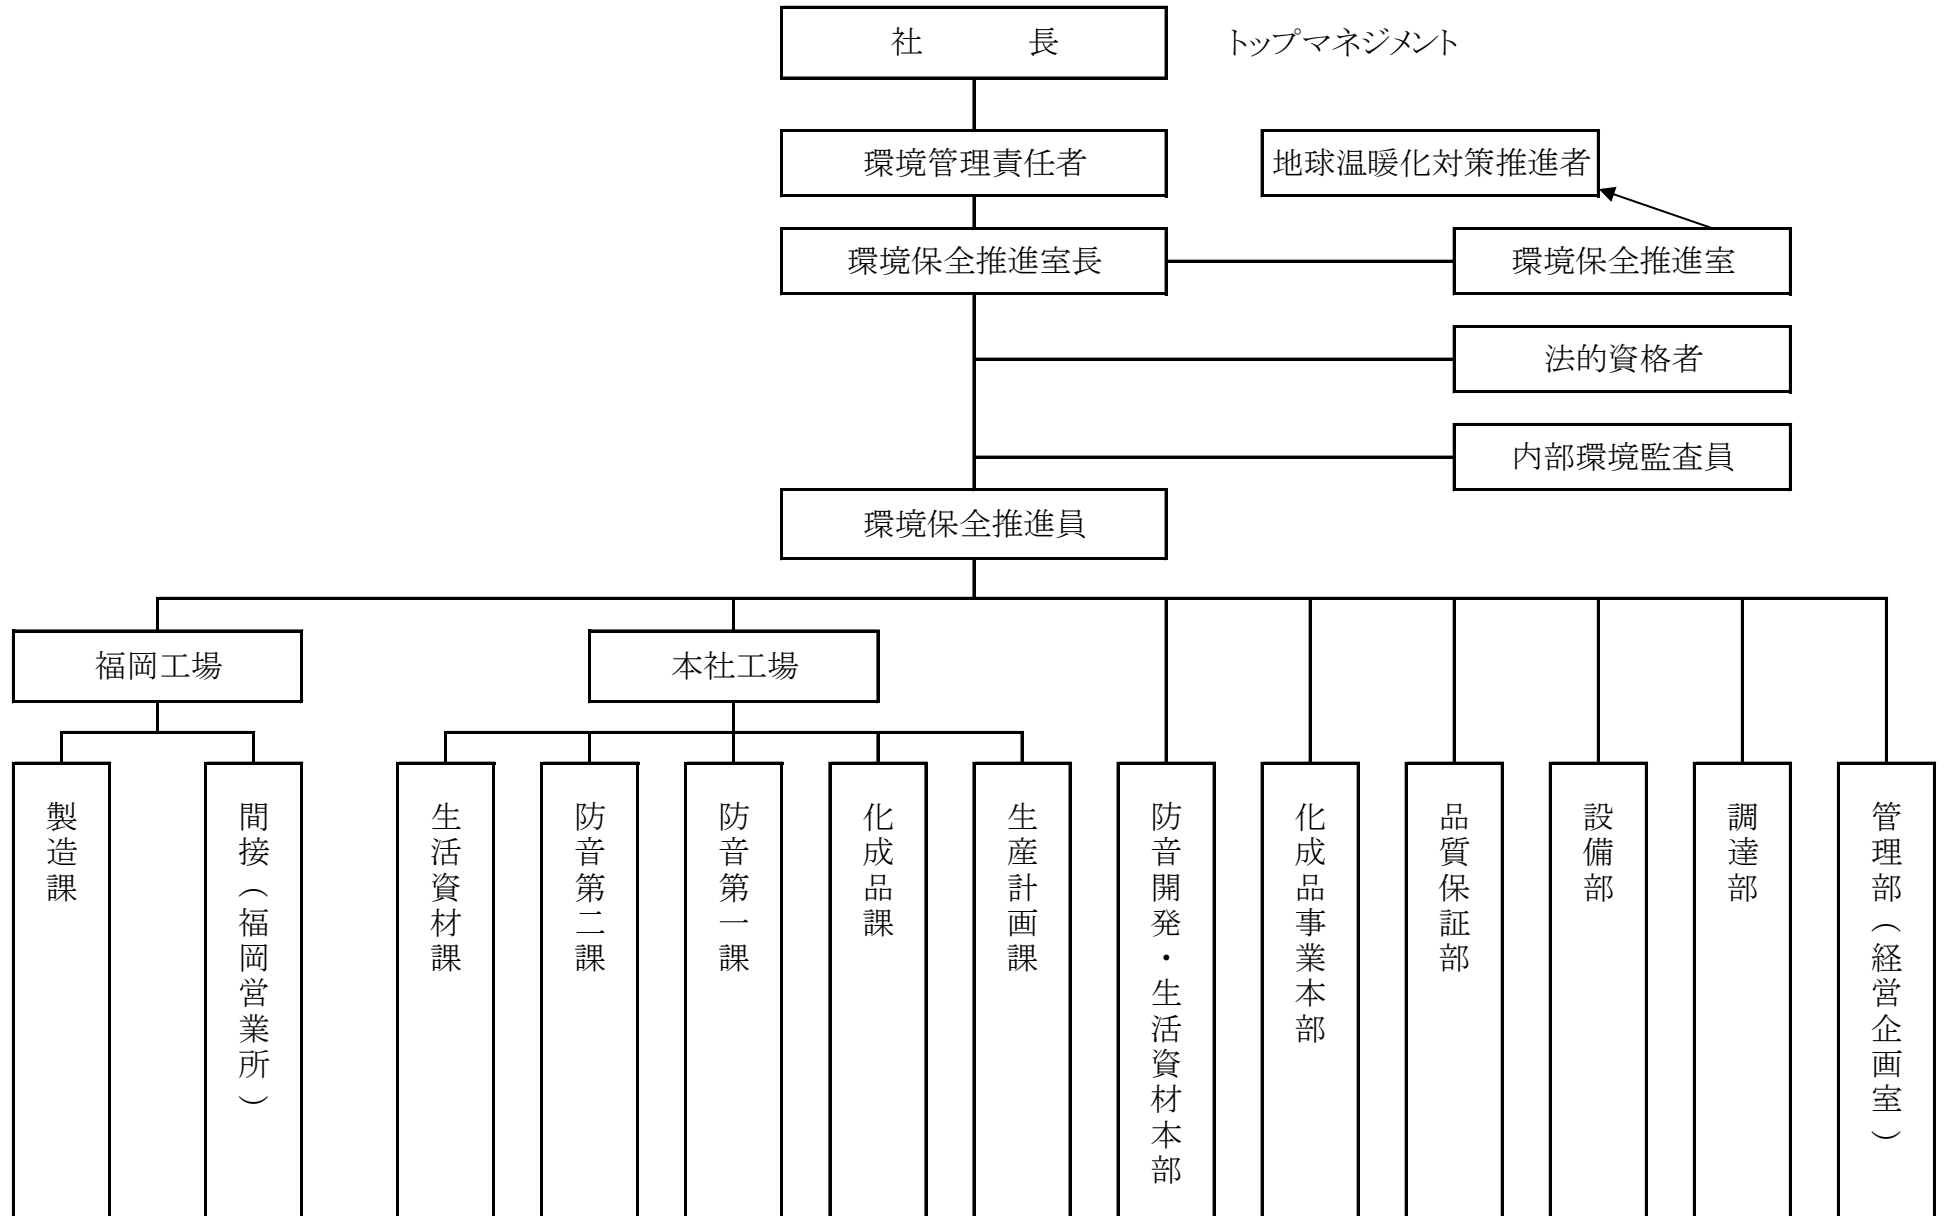 社　長
トップマネジメント
環境管理責任者
地球温暖化対策推進者
環境保全推進室長
環境保全推進室
法的資格者
内部環境監査員
環境保全推進員
福岡工場
本社工場
製造課
間接（福岡営業所）
生活資材課
防音第二課
防音第一課
化成品課
生産計画課
防音開発・生活資材本部
化成品事業本部
品質保証部
設備部
調達部
管理部（経営企画室）